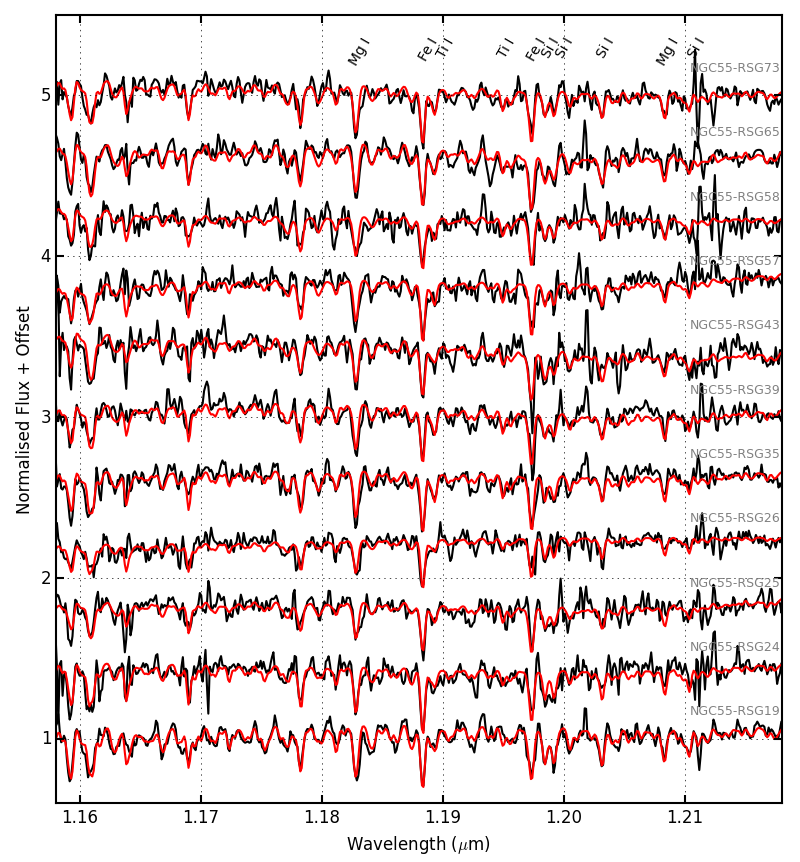 Mg I Fe I Ti I Ti I Fe I Si I Si I Si I Mg I Si I
NGC55-RSG73
5
NGC55-RSG65
NGC55-RSG58
4
NGC55-RSG57
NGC55-RSG43
NGC55-RSG39
3
NGC55-RSG35
NGC55-RSG26
2
NGC55-RSG25
NGC55-RSG24
NGC55-RSG19
1
Normalised Flux + Offset
1.16 1.17 1.18 1.19 1.20 1.21
Wavelength (μm)